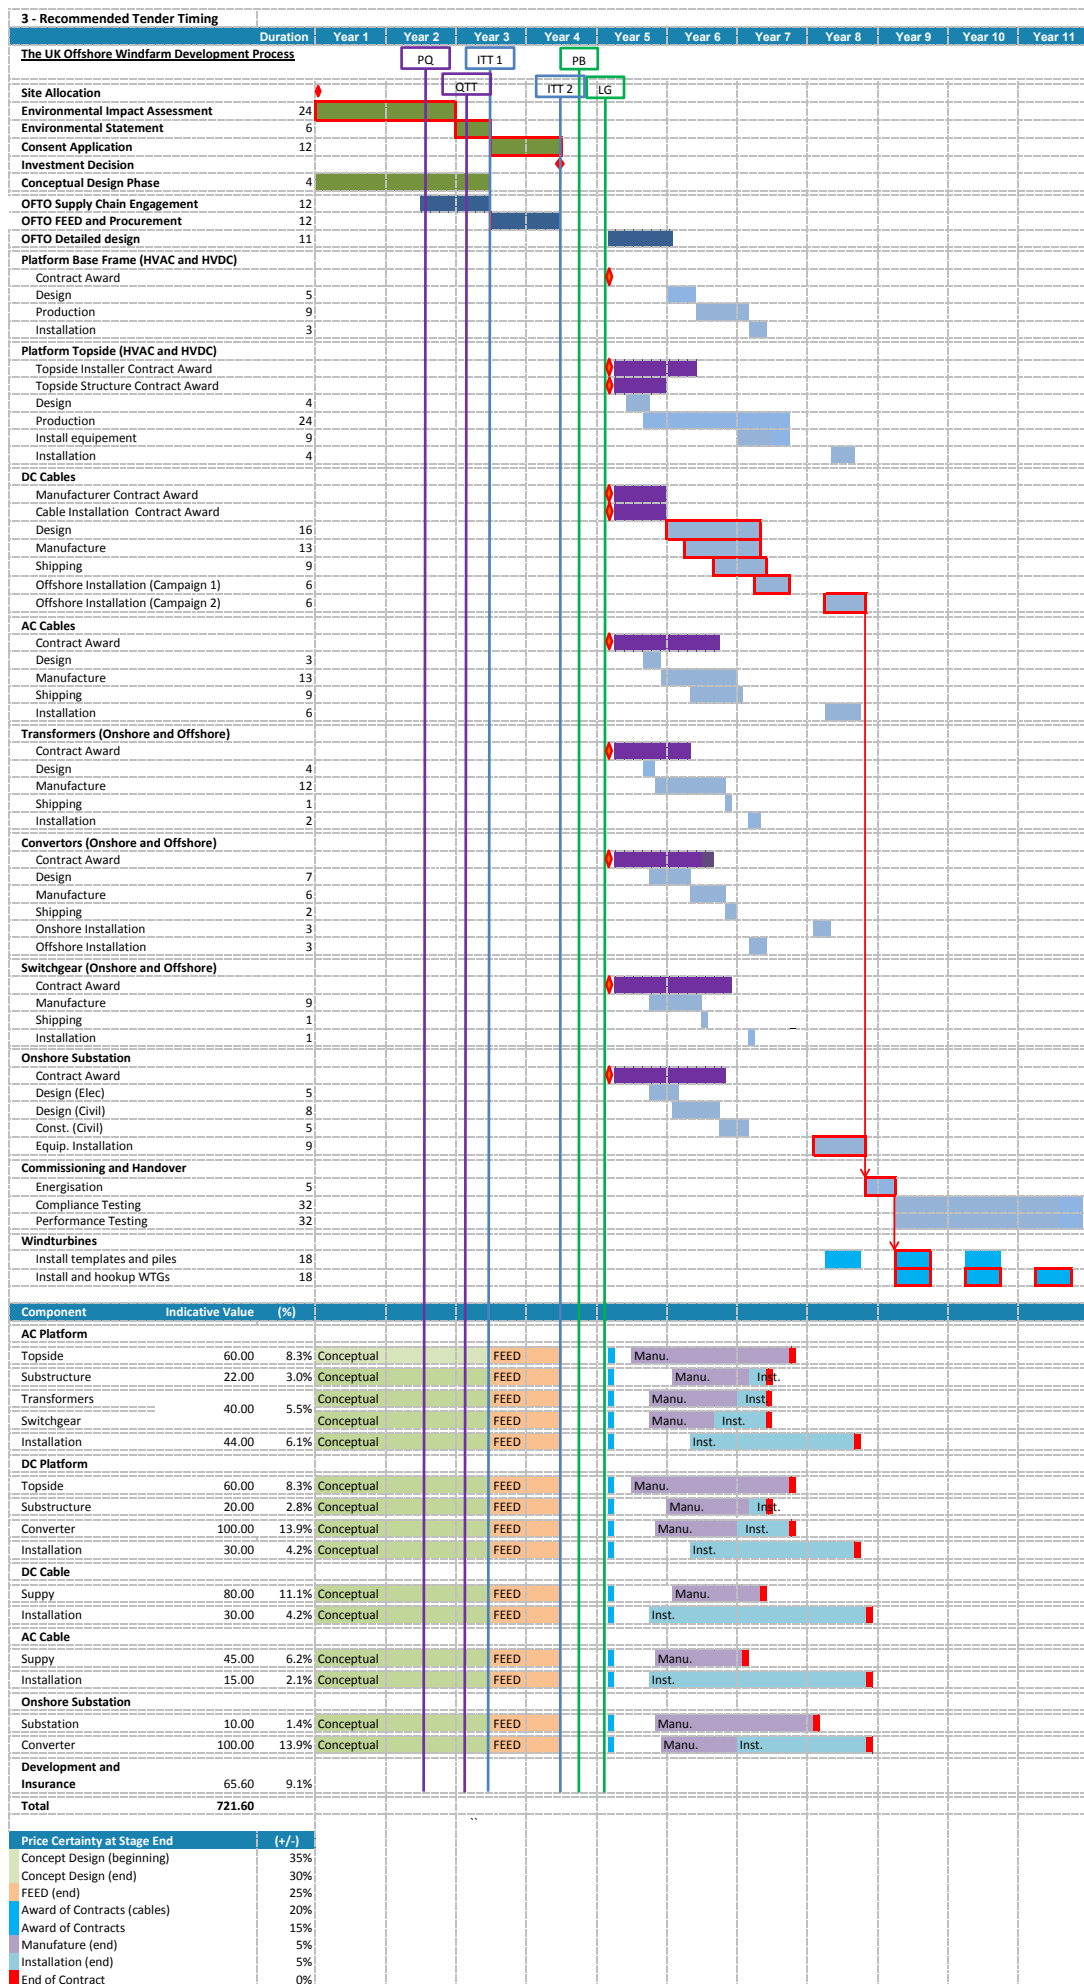 3 - Recommended Tender Timing
Duration Year 1 Year 2 Year 3 Year 4 Year 5 Year 6 Year 7 Year 8 Year 9 Year 10 Year 11
The UK Offshore Windfarm Development Process
PQ ITT 1 PB
QTT ITT 2 LG
Site Allocation
Environmental Impact Assessment 24
Environmental Statement 6
Consent Application 12
Investment Decision
Conceptual Design Phase 4
OFTO Supply Chain Engagement 12
OFTO FEED and Procurement 12
OFTO Detailed design 11
Platform Base Frame (HVAC and HVDC)
Contract Award
Design 5
Production 9
Installation 3
Platform Topside (HVAC and HVDC)
Topside Installer Contract Award
Topside Structure Contract Award
Design 4
Production 24
Install equipement 9
Installation 4
DC Cables
Manufacturer Contract Award
Cable Installation Contract Award
Design 16
Manufacture 13
Shipping 9
Offshore Installation (Campaign 1) 6
Offshore Installation (Campaign 2) 6
AC Cables
Contract Award
Design 3
Manufacture 13
Shipping 9
Installation 6
Transformers (Onshore and Offshore)
Contract Award
Design 4
Manufacture 12
Shipping 1
Installation 2
Convertors (Onshore and Offshore)
Contract Award
Design 7
Manufacture 6
Shipping 2
Onshore Installation 3
Offshore Installation 3
Switchgear (Onshore and Offshore)
Contract Award
Manufacture 9
Shipping 1
Installation 1
Onshore Substation
Contract Award
Design (Elec) 5
Design (Civil) 8
Const. (Civil) 5
Equip. Installation 9
Commissioning and Handover
Energisation 5
Compliance Testing 32
Performance Testing 32
Windturbines
Install templates and piles 18
Install and hookup WTGs 18
Component Indicative Value (%)
AC Platform
Topside 60.00 8.3% Conceptual FEED Manu.
Substructure 22.00 3.0% Conceptual FEED Manu. Inst.
Transformers Conceptual FEED Manu. Inst.
40.00 5.5%
Switchgear Conceptual FEED Manu. Inst.
Installation 44.00 6.1% Conceptual FEED Inst.
DC Platform
Topside 60.00 8.3% Conceptual FEED Manu.
Substructure 20.00 2.8% Conceptual FEED Manu. Inst.
Converter 100.00 13.9% Conceptual FEED Manu. Inst.
Installation 30.00 4.2% Conceptual FEED Inst.
DC Cable
Suppy 80.00 11.1% Conceptual FEED Manu.
Installation 30.00 4.2% Conceptual FEED Inst.
AC Cable
Suppy 45.00 6.2% Conceptual FEED Manu.
Installation 15.00 2.1% Conceptual FEED Inst.
Onshore Substation
Substation 10.00 1.4% Conceptual FEED Manu.
Converter 100.00 13.9% Conceptual FEED Manu. Inst.
Development and
Insurance 65.60 9.1%
Total 721.60
``
Price Certainty at Stage End (+/-)
Concept Design (beginning) 35%
Concept Design (end) 30%
FEED (end) 25%
Award of Contracts (cables) 20%
Award of Contracts 15%
Manufature (end) 5%
Installation (end) 5%
End of Contract 0%